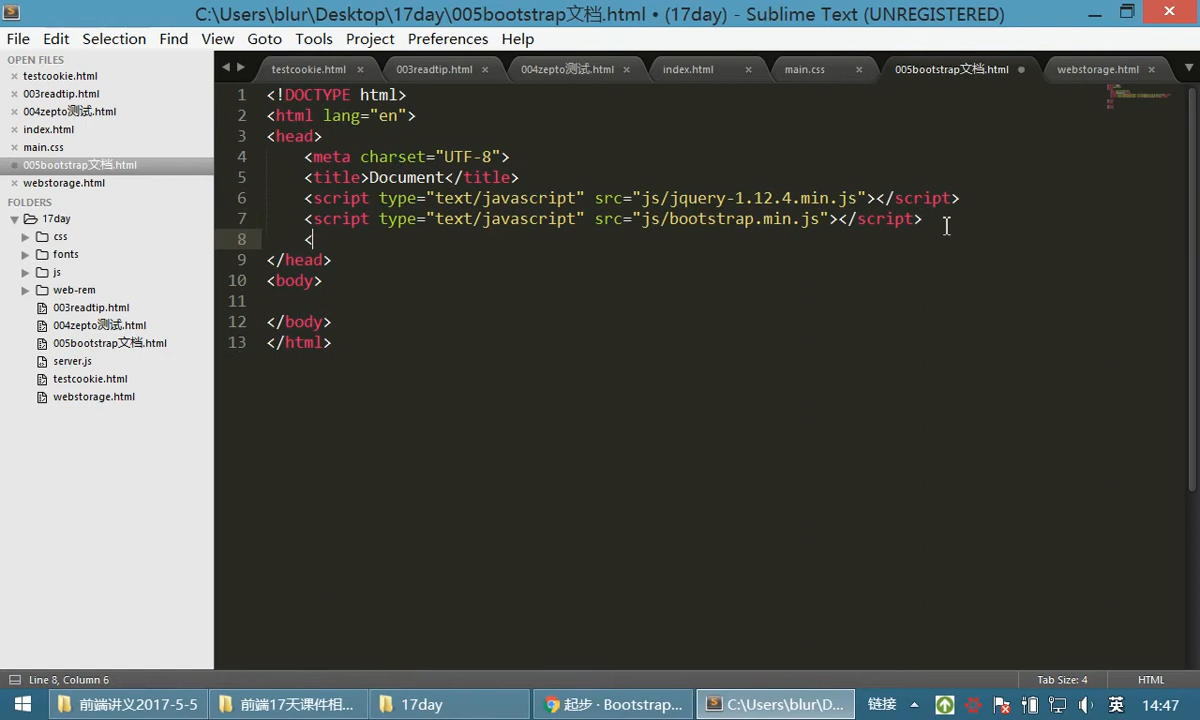 C:\Users\blur\Desktop\17day\005bootstrap文档.html • (17day) - Sublime Text (UNREGISTERED)
File Edit Selection Find View Goto Tools Project Preferences Help
OPEN FILES
testcookie.html
003readtip.html
004zepto测试.html
index.html
main.css
005bootstrap文档.html
webstorage.html
FOLDERS
17day
css
fonts
js
web-rem
003readtip.html
004zepto测试.html
005bootstrap文档.html
server.js
testcookie.html
webstorage.html
testcookie.html 003readtip.html 004zepto测试.html index.html main.css 005bootstrap文档.html webstorage.html
1 <!DOCTYPE html>
2 <html lang="en">
3 <head>
4 <meta charset="UTF-8">
5 <title>Document</title>
6 <script type="text/javascript" src="js/jquery-1.12.4.min.js"></script>
7 <script type="text/javascript" src="js/bootstrap.min.js"></script>
8 <
9 </head>
10 <body>
11
12 </body>
13 </html>
Line 8, Column 6 Tab Size: 4 HTML
前端讲义2017-5-5 前端17天课件相... 17day 起步 · Bootstrap... C:\Users\blur\D... 链接 英 14:47